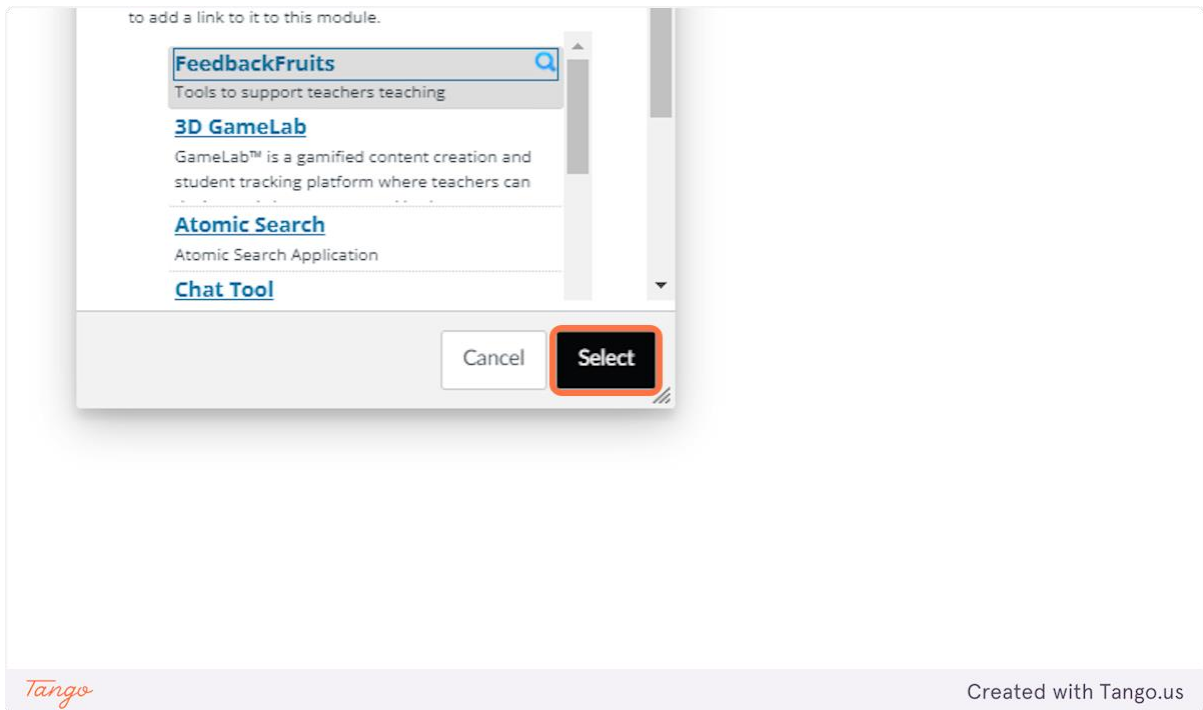 to add a link to it to this module.
FeedbackFruits
Tools to support teachers teaching
3D GameLab
GameLab™ is a gamified content creation and
student tracking platform where teachers can
Atomic Search
Atomic Search Application
Chat Tool
Cancel Select
Tango Created with Tango.us